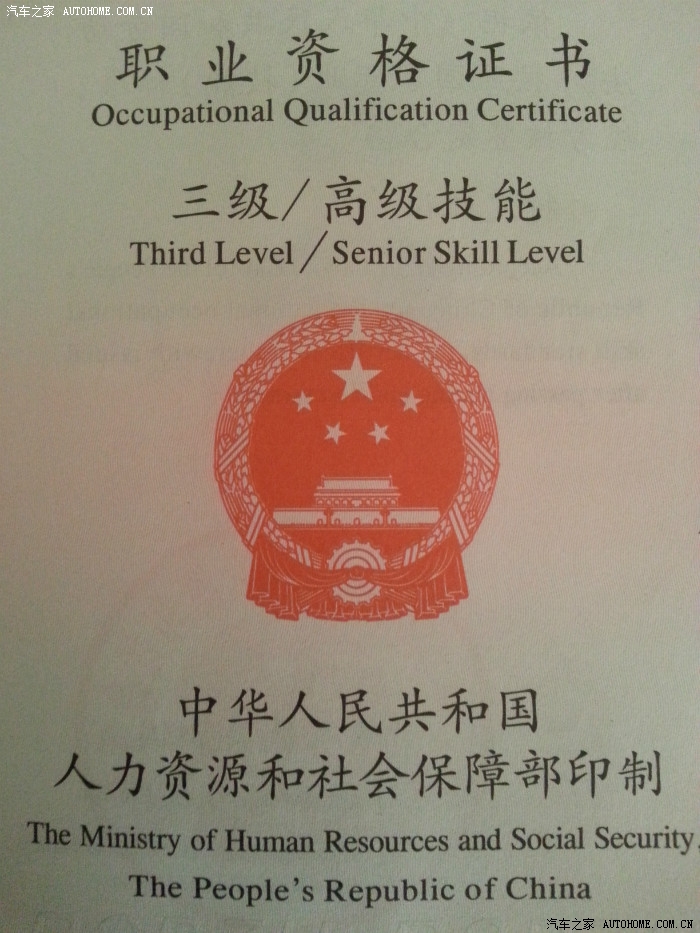 汽车之家 AUTOHOME.COM.CN
职业资格证书
Occupational Qualification Certificate
三级/高级技能
Third Level/Senior Skill Level
中华人民共和国
人力资源和社会保障部印制
The Ministry of Human Resources and Social Security,
The People's Republic of China
汽车之家 AUTOHOME.COM.CN